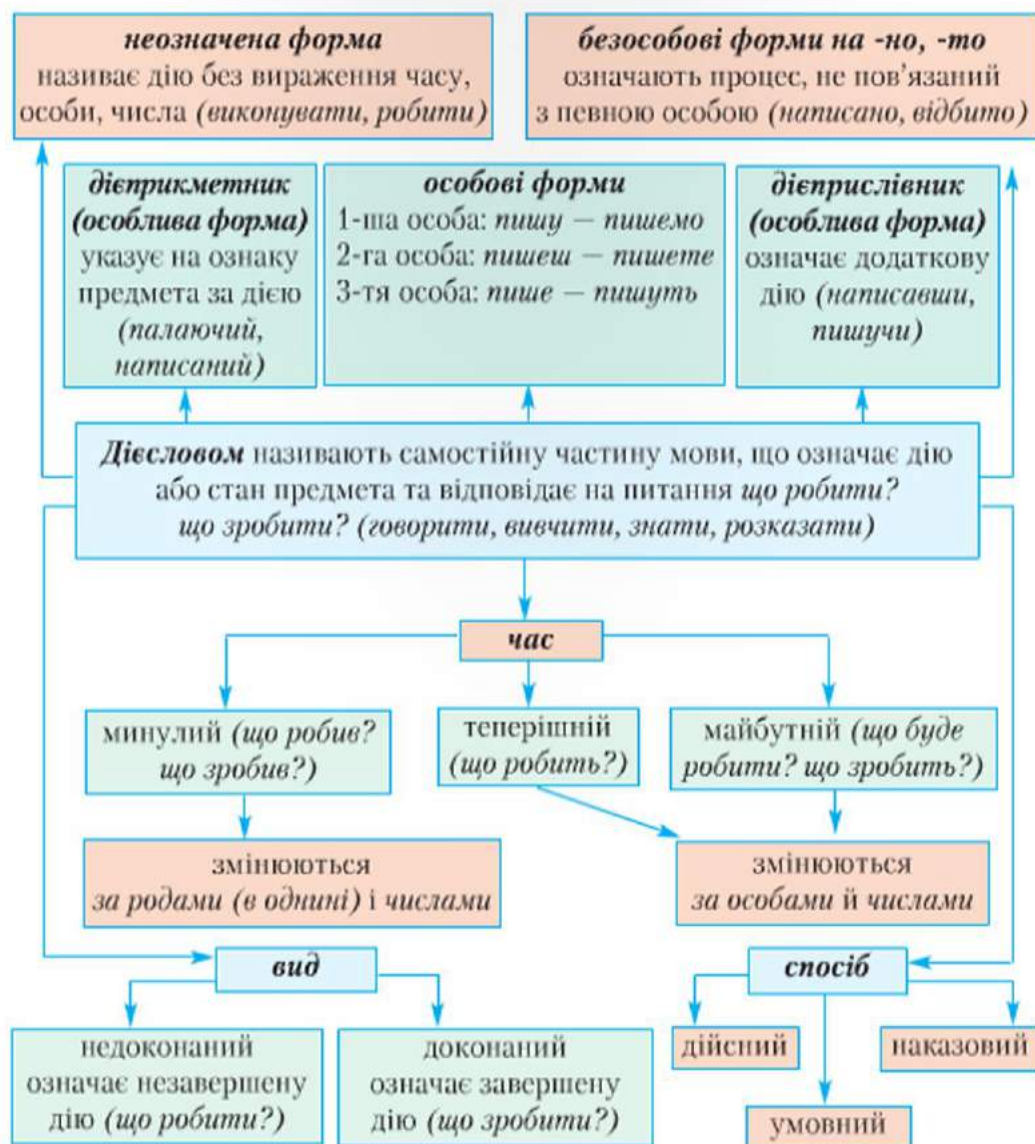 неозначена форма
називає дію без вираження часу,
особи, числа (виконувати, робити)
безособові форми на -но, -то
означають процес, не пов’язаний
з певною особою (написано, відбито)
дієприкметник
(особлива форма)
указує на ознаку
предмета за дією
(палаючий,
написаний)
особові форми
1-ша особа: пишу — пишемо
2-га особа: пишеш — пишете
3-тя особа: пише — пишуть
дієприслівник
(особлива форма)
означає додаткову
дію (написавши,
пишучи)
Дієсловом називають самостійну частину мови, що означає дію
або стан предмета та відповідає на питання що робити?
що зробити? (говорити, вивчити, знати, розказати)
час
минулий (що робив?
що зробив?)
теперішній
(що робить?)
майбутній (що буде
робити? що зробить?)
змінюються
за родами (в однині) і числами
змінюються
за особами й числами
вид
недоконаний
означає незавершену
дію (що робити?)
доконаний
означає завершену
дію (що зробити?)
спосіб
дійсний
умовний
наказовий